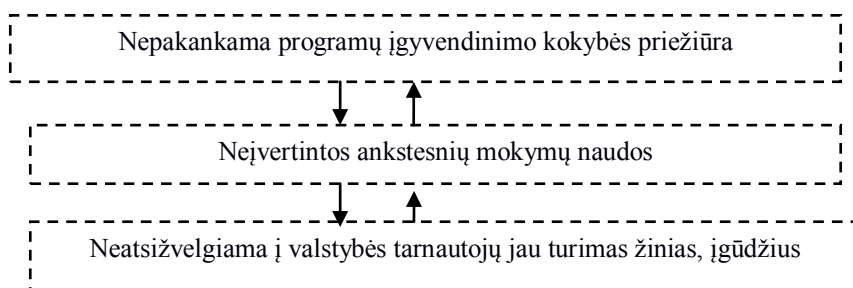 Nepakankama programų įgyvendinimo kokybės priežiūra
Neįvertintos ankstesnių mokymų naudos
Neatsižvelgiama į valstybės tarnautojų jau turimas žinias, įgūdžius